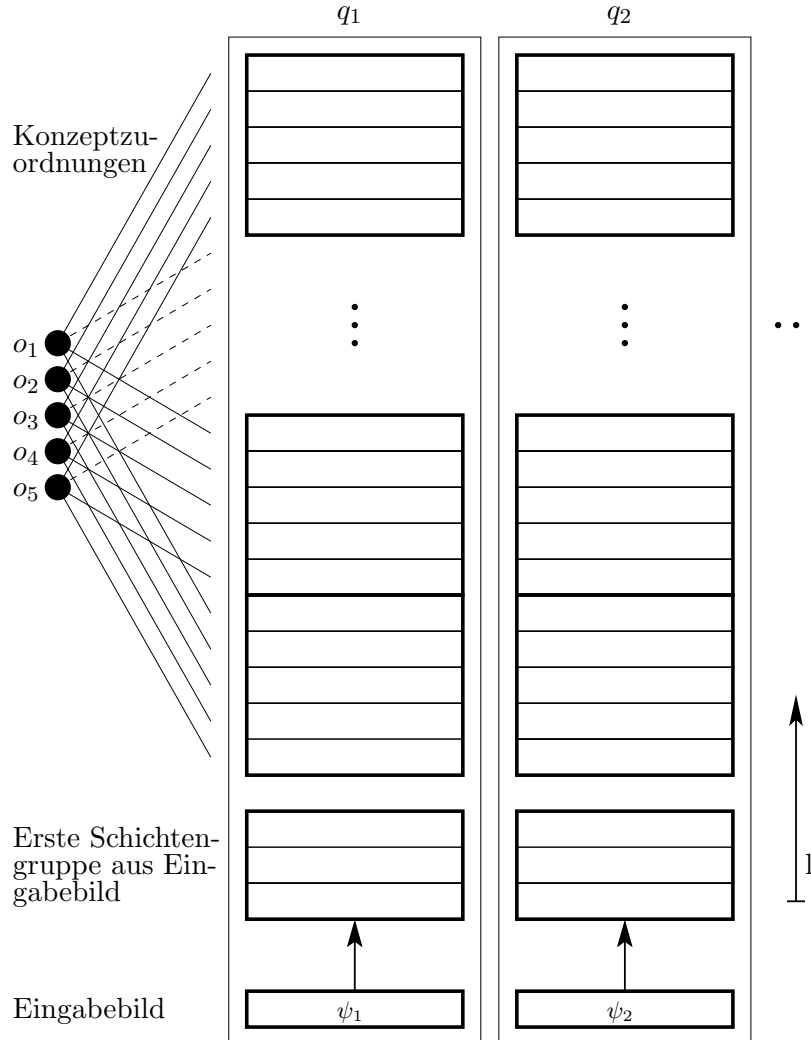 q₁ q₂
Konzeptzu-
ordnungen
o₁
o₂
o₃
o₄
o₅
Erste Schichten-
gruppe aus Ein-
gabebild
l
Eingabebild ψ₁ ψ₂